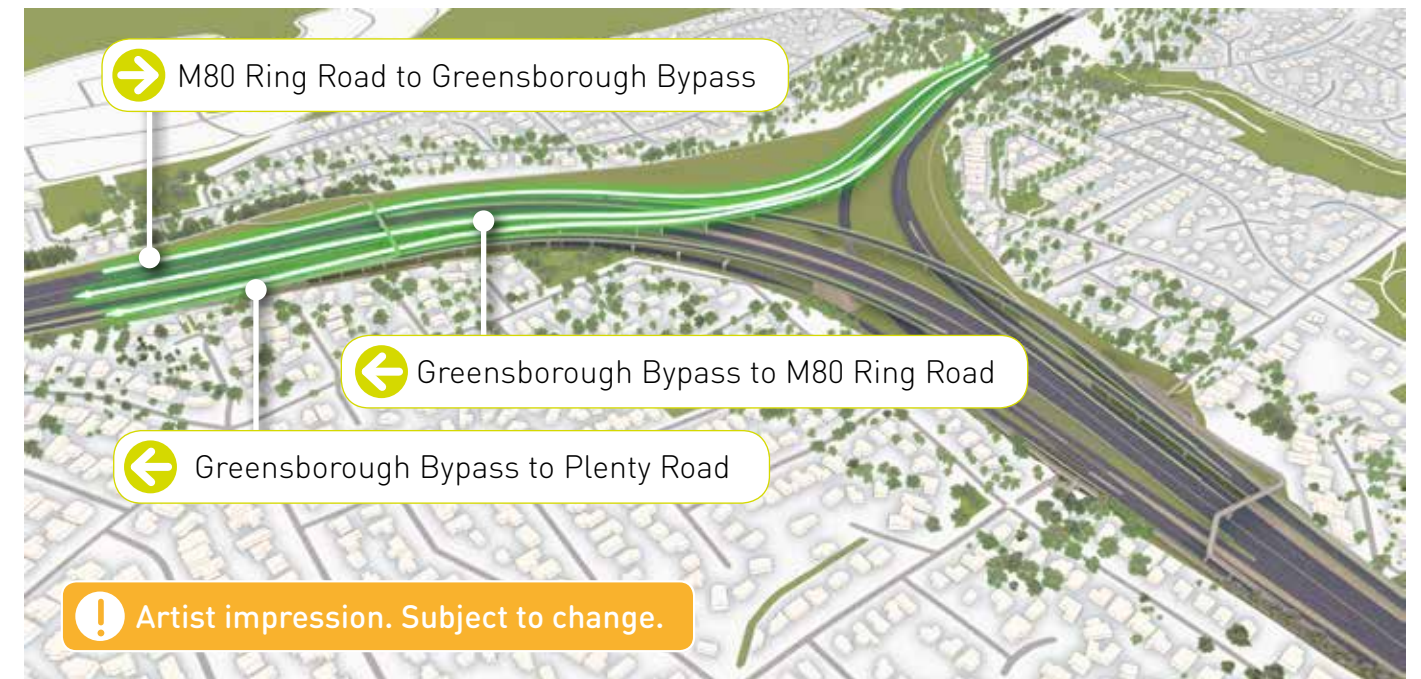 M80 Ring Road to Greensborough Bypass
Greensborough Bypass to M80 Ring Road
Greensborough Bypass to Plenty Road
Artist impression. Subject to change.